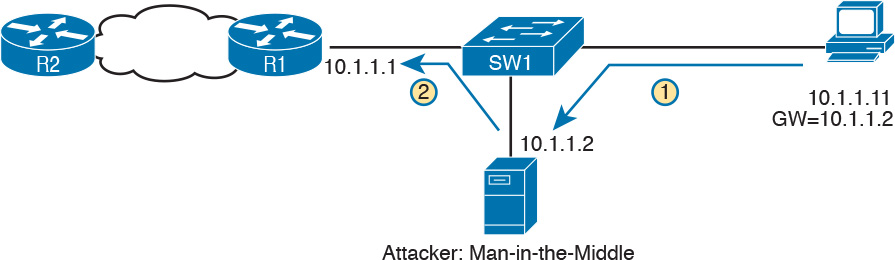 R2
R1
10.1.1.1
SW1
2
1
10.1.1.11
GW=10.1.1.2
10.1.1.2
Attacker: Man-in-the-Middle